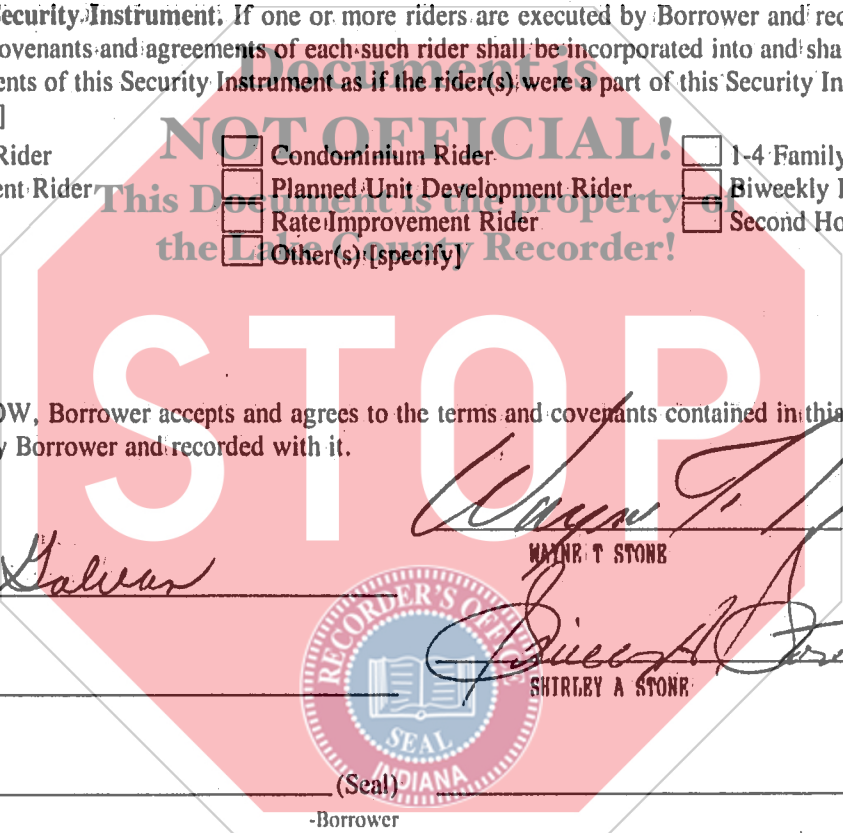 Security Instrument. If one or more riders are executed by Borrower and rec
ovenants and agreements of each such rider shall be incorporated into and sha
ents of this Security Instrument as if the rider(s) were a part of this Security In
]
Document is
NOT OFFICIAL!
This Document is the property of
the Lake County Recorder!
Rider Condominium Rider 1-4 Family
ent Rider Planned Unit Development Rider Biweekly
Rate Improvement Rider Second Ho
Other(s) [specify]
STOP
OW, Borrower accepts and agrees to the terms and covenants contained in this
y Borrower and recorded with it.
Wayne T.
WAYNE T STONE
Galvan
RECORDER'S OFFICE
SEAL
INDIANA
SHIRLEY A STONE
(Seal)
-Borrower